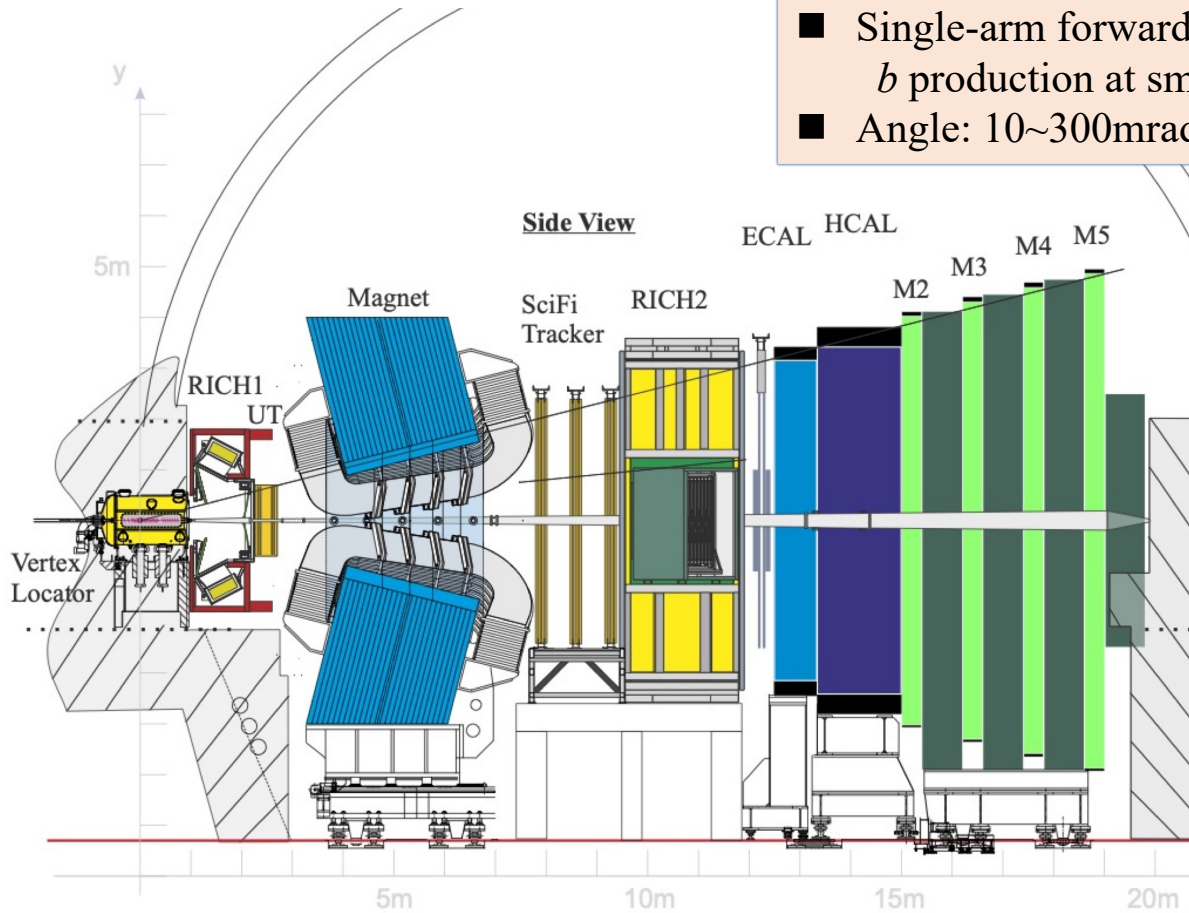 ■ Single-arm forward
b production at sm
■ Angle: 10~300mrad
y
Side View
ECAL
HCAL
M5
M4
M3
M2
5m
Magnet
SciFi
Tracker
RICH2
RICH1
UT
Vertex
Locator
5m
10m
15m
20m